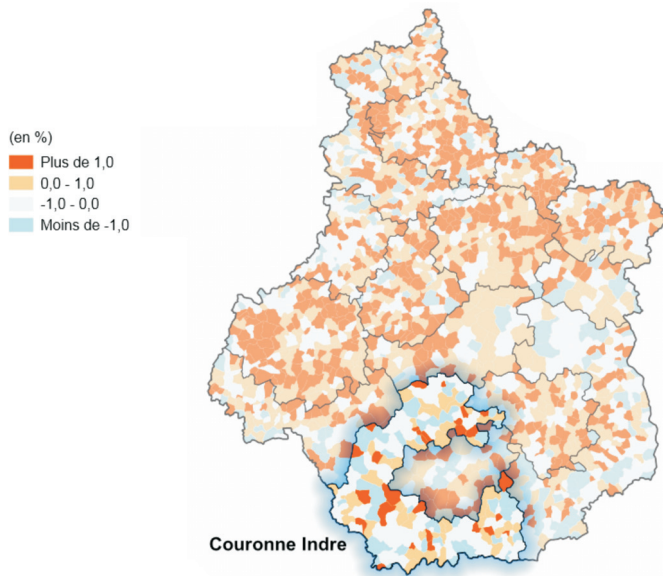 (en %)
Plus de 1,0
0,0 - 1,0
-1,0 - 0,0
Moins de -1,0
Couronne Indre